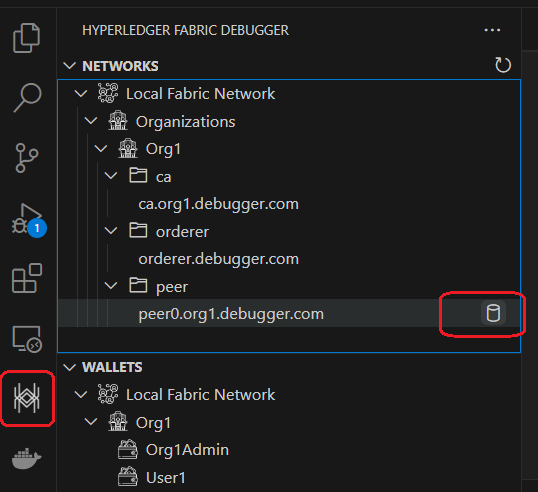 HYPERLEDGER FABRIC DEBUGGER
NETWORKS
Local Fabric Network
Organizations
Org1
ca
ca.org1.debugger.com
orderer
orderer.debugger.com
peer
peer0.org1.debugger.com
1
WALLETS
Local Fabric Network
Org1
Org1Admin
User1